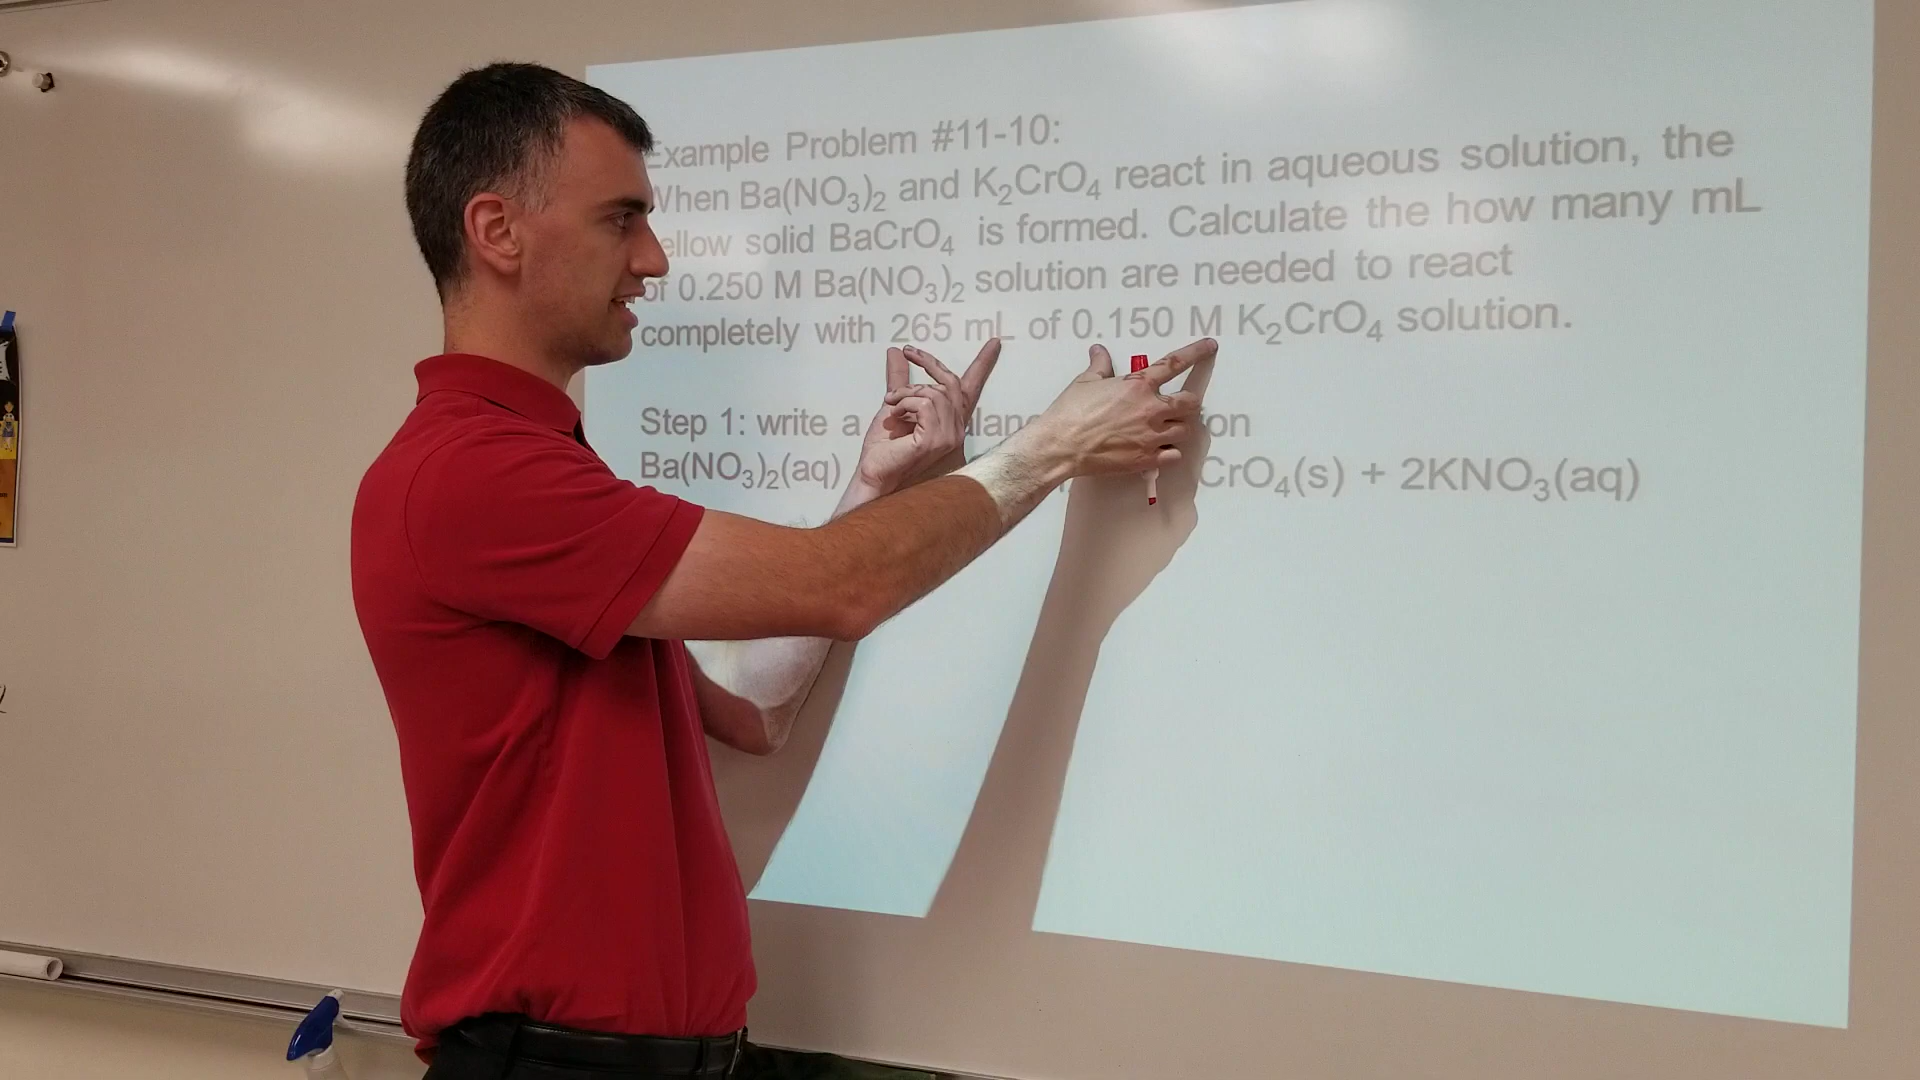 Example Problem #11-10:
When Ba(NO₃)₂ and K₂CrO₄ react in aqueous solution, the
yellow solid BaCrO₄ is formed. Calculate the how many mL
of 0.250 M Ba(NO₃)₂ solution are needed to react
completely with 265 mL of 0.150 M K₂CrO₄ solution.
Step 1: write a
Ba(NO₃)₂(aq) CrO₄(s) + 2KNO₃(aq)